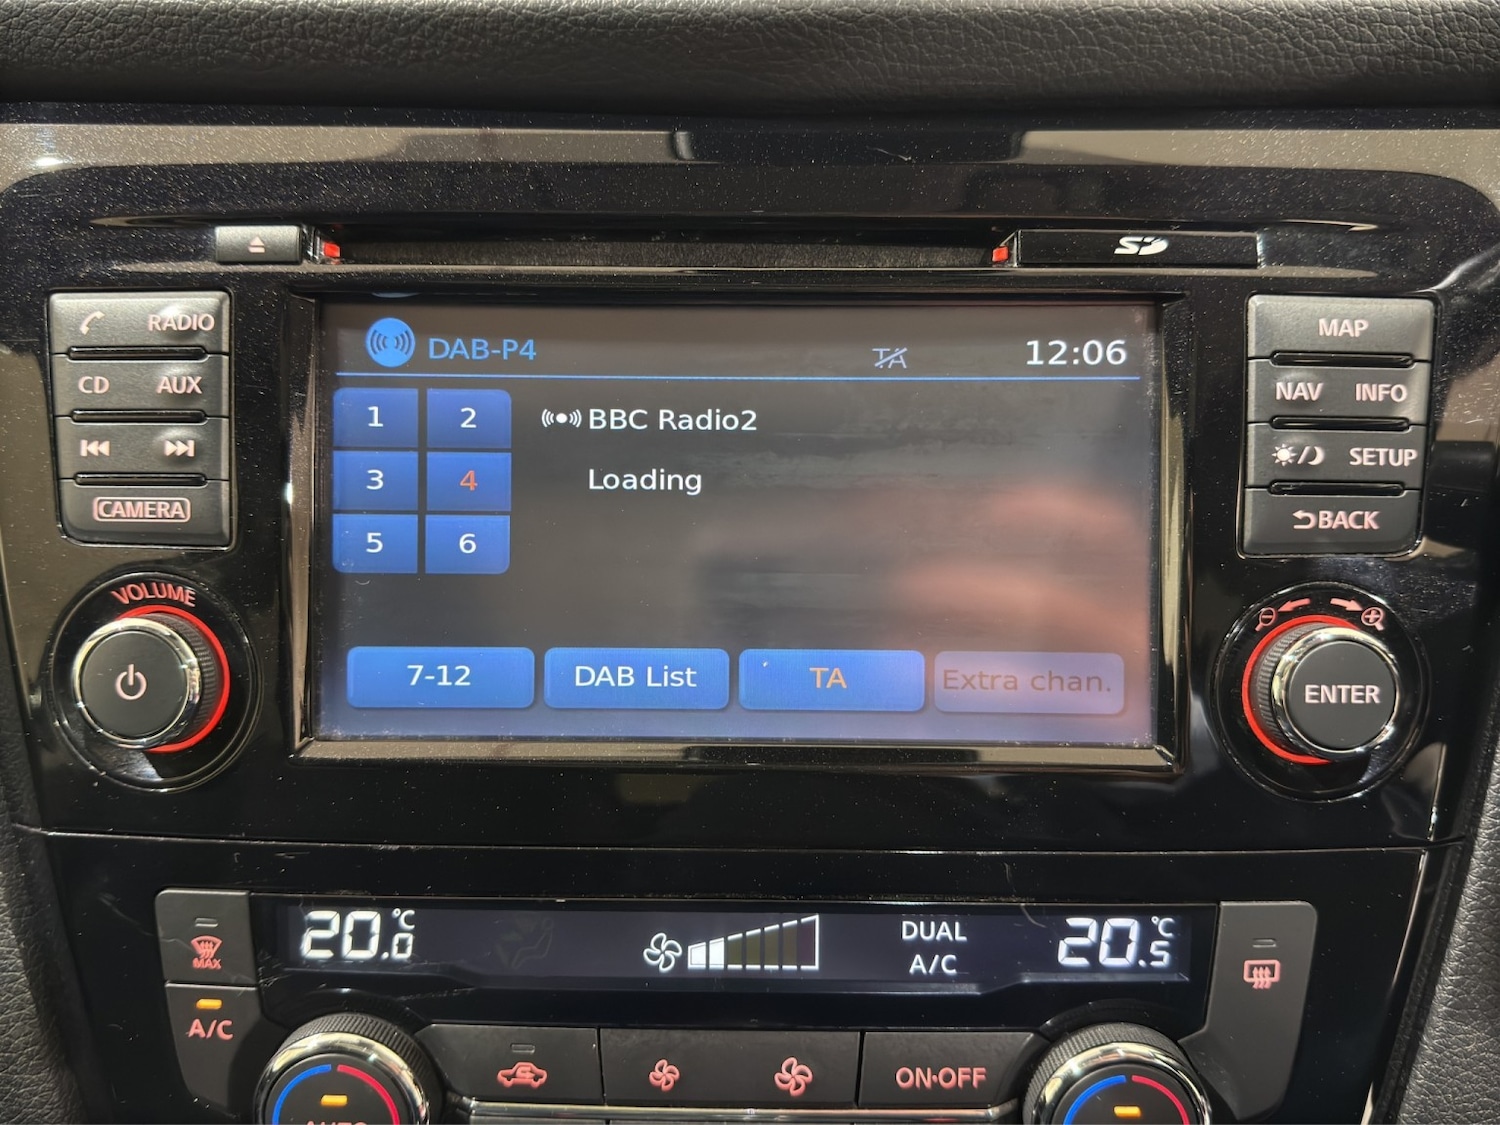 SD
RADIO
CD AUX
CAMERA
VOLUME
DAB-P4 TA 12:06
1 2
3 4
5 6
BBC Radio2
Loading
7-12 DAB List TA Extra chan.
MAP
NAV INFO
SETUP
BACK
ENTER
MAX
A/C
20.0 °C
DUAL
A/C
20.5 °C
ON•OFF
AUTO